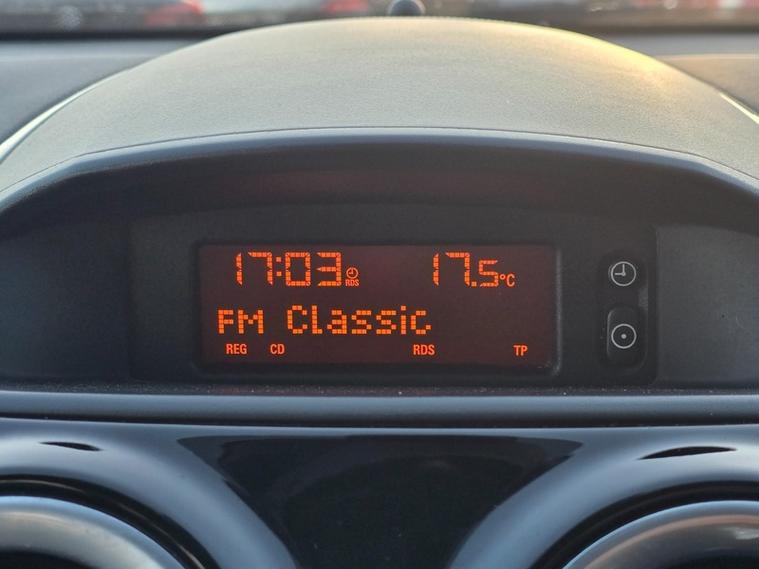 17:03 RDS 17.5°C
FM Classic
REG CD RDS TP